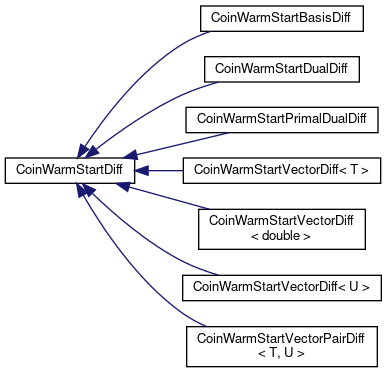 CoinWarmStartBasisDiff
CoinWarmStartDualDiff
CoinWarmStartPrimalDualDiff
CoinWarmStartDiff
CoinWarmStartVectorDiff< T >
CoinWarmStartVectorDiff
< double >
CoinWarmStartVectorDiff< U >
CoinWarmStartVectorPairDiff
< T, U >